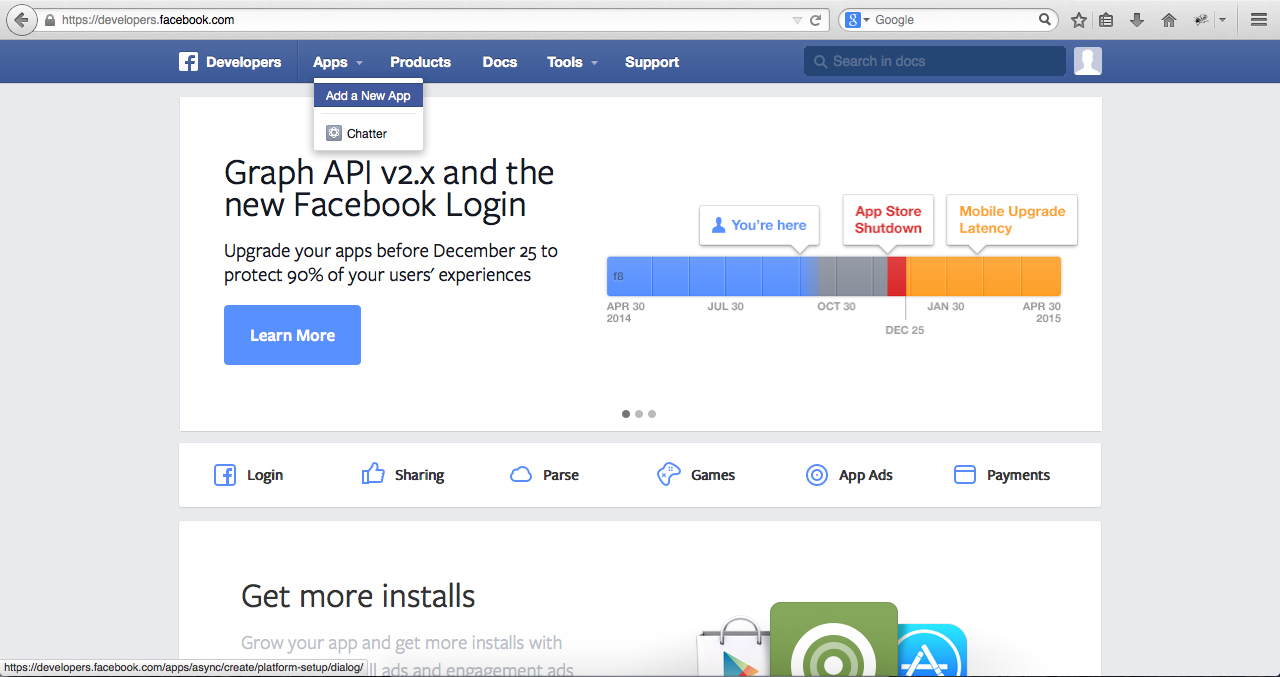 https://developers.facebook.com
Google
Developers
Apps
Products
Docs
Tools
Support
Search in docs
Add a New App
Chatter
Graph API v2.x and the
new Facebook Login
Upgrade your apps before December 25 to
protect 90% of your users' experiences
Learn More
You're here
App Store
Shutdown
Mobile Upgrade
Latency
f8
APR 30
2014
JUL 30
OCT 30
DEC 25
JAN 30
APR 30
2015
Login
Sharing
Parse
Games
App Ads
Payments
Get more installs
Grow your app and get more installs with
ll ads and engagement ads
https://developers.facebook.com/apps/async/create/platform-setup/dialog/